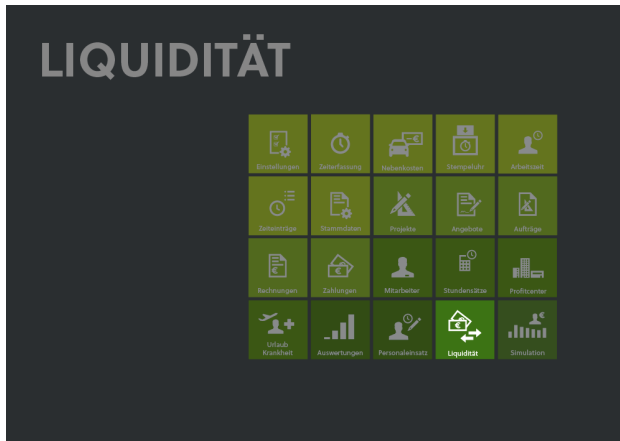 LIQUIDITÄT
Einstellungen
Zeiterfassung
Nebenkosten
Stempeluhr
Arbeitszeit
Zeiteinträge
Stammdaten
Projekte
Angebote
Aufträge
Rechnungen
Zahlungen
Mitarbeiter
Stundensätze
Profitcenter
Urlaub
Krankheit
Auswertungen
Personaleinsatz
Liquidität
Simulation